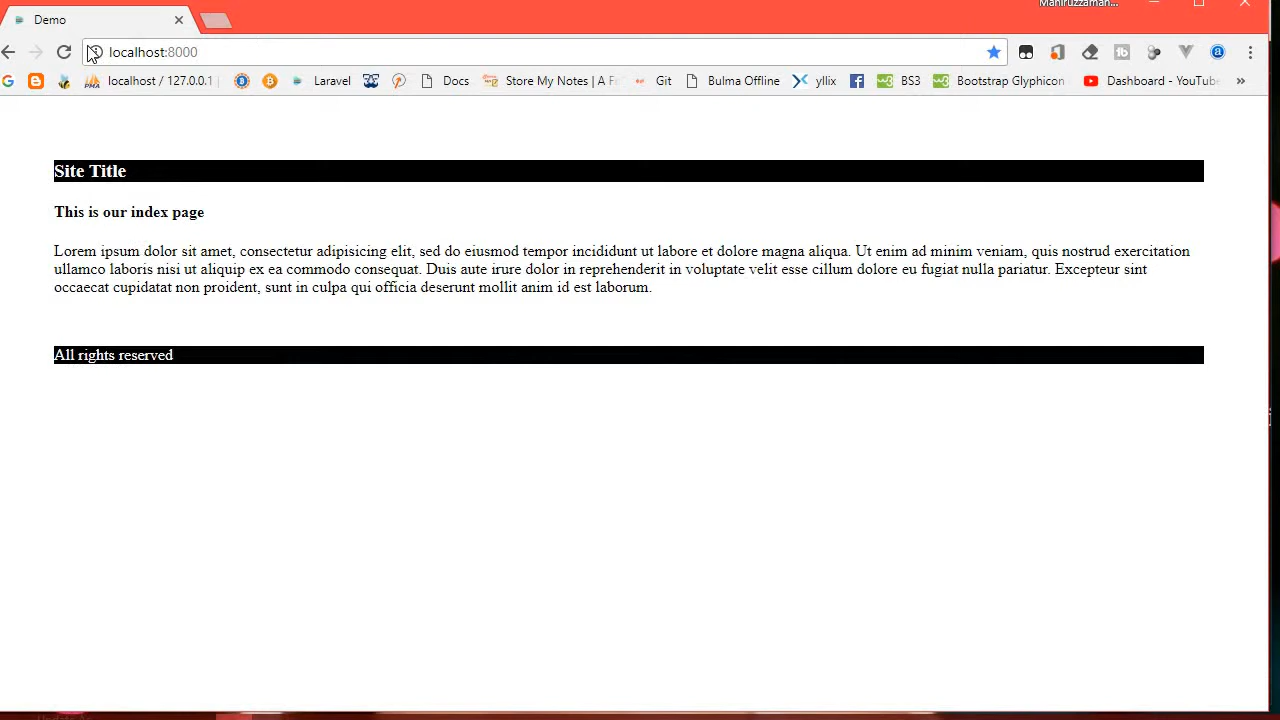 Mahiruzzaman...
Demo
localhost:8000
localhost / 127.0.0.1 Laravel Docs Store My Notes | A Fr Git Bulma Offline yllix BS3 Bootstrap Glyphicon Dashboard - YouTube »
Site Title
This is our index page
Lorem ipsum dolor sit amet, consectetur adipisicing elit, sed do eiusmod tempor incididunt ut labore et dolore magna aliqua. Ut enim ad minim veniam, quis nostrud exercitation
ullamco laboris nisi ut aliquip ex ea commodo consequat. Duis aute irure dolor in reprehenderit in voluptate velit esse cillum dolore eu fugiat nulla pariatur. Excepteur sint
occaecat cupidatat non proident, sunt in culpa qui officia deserunt mollit anim id est laborum.
All rights reserved